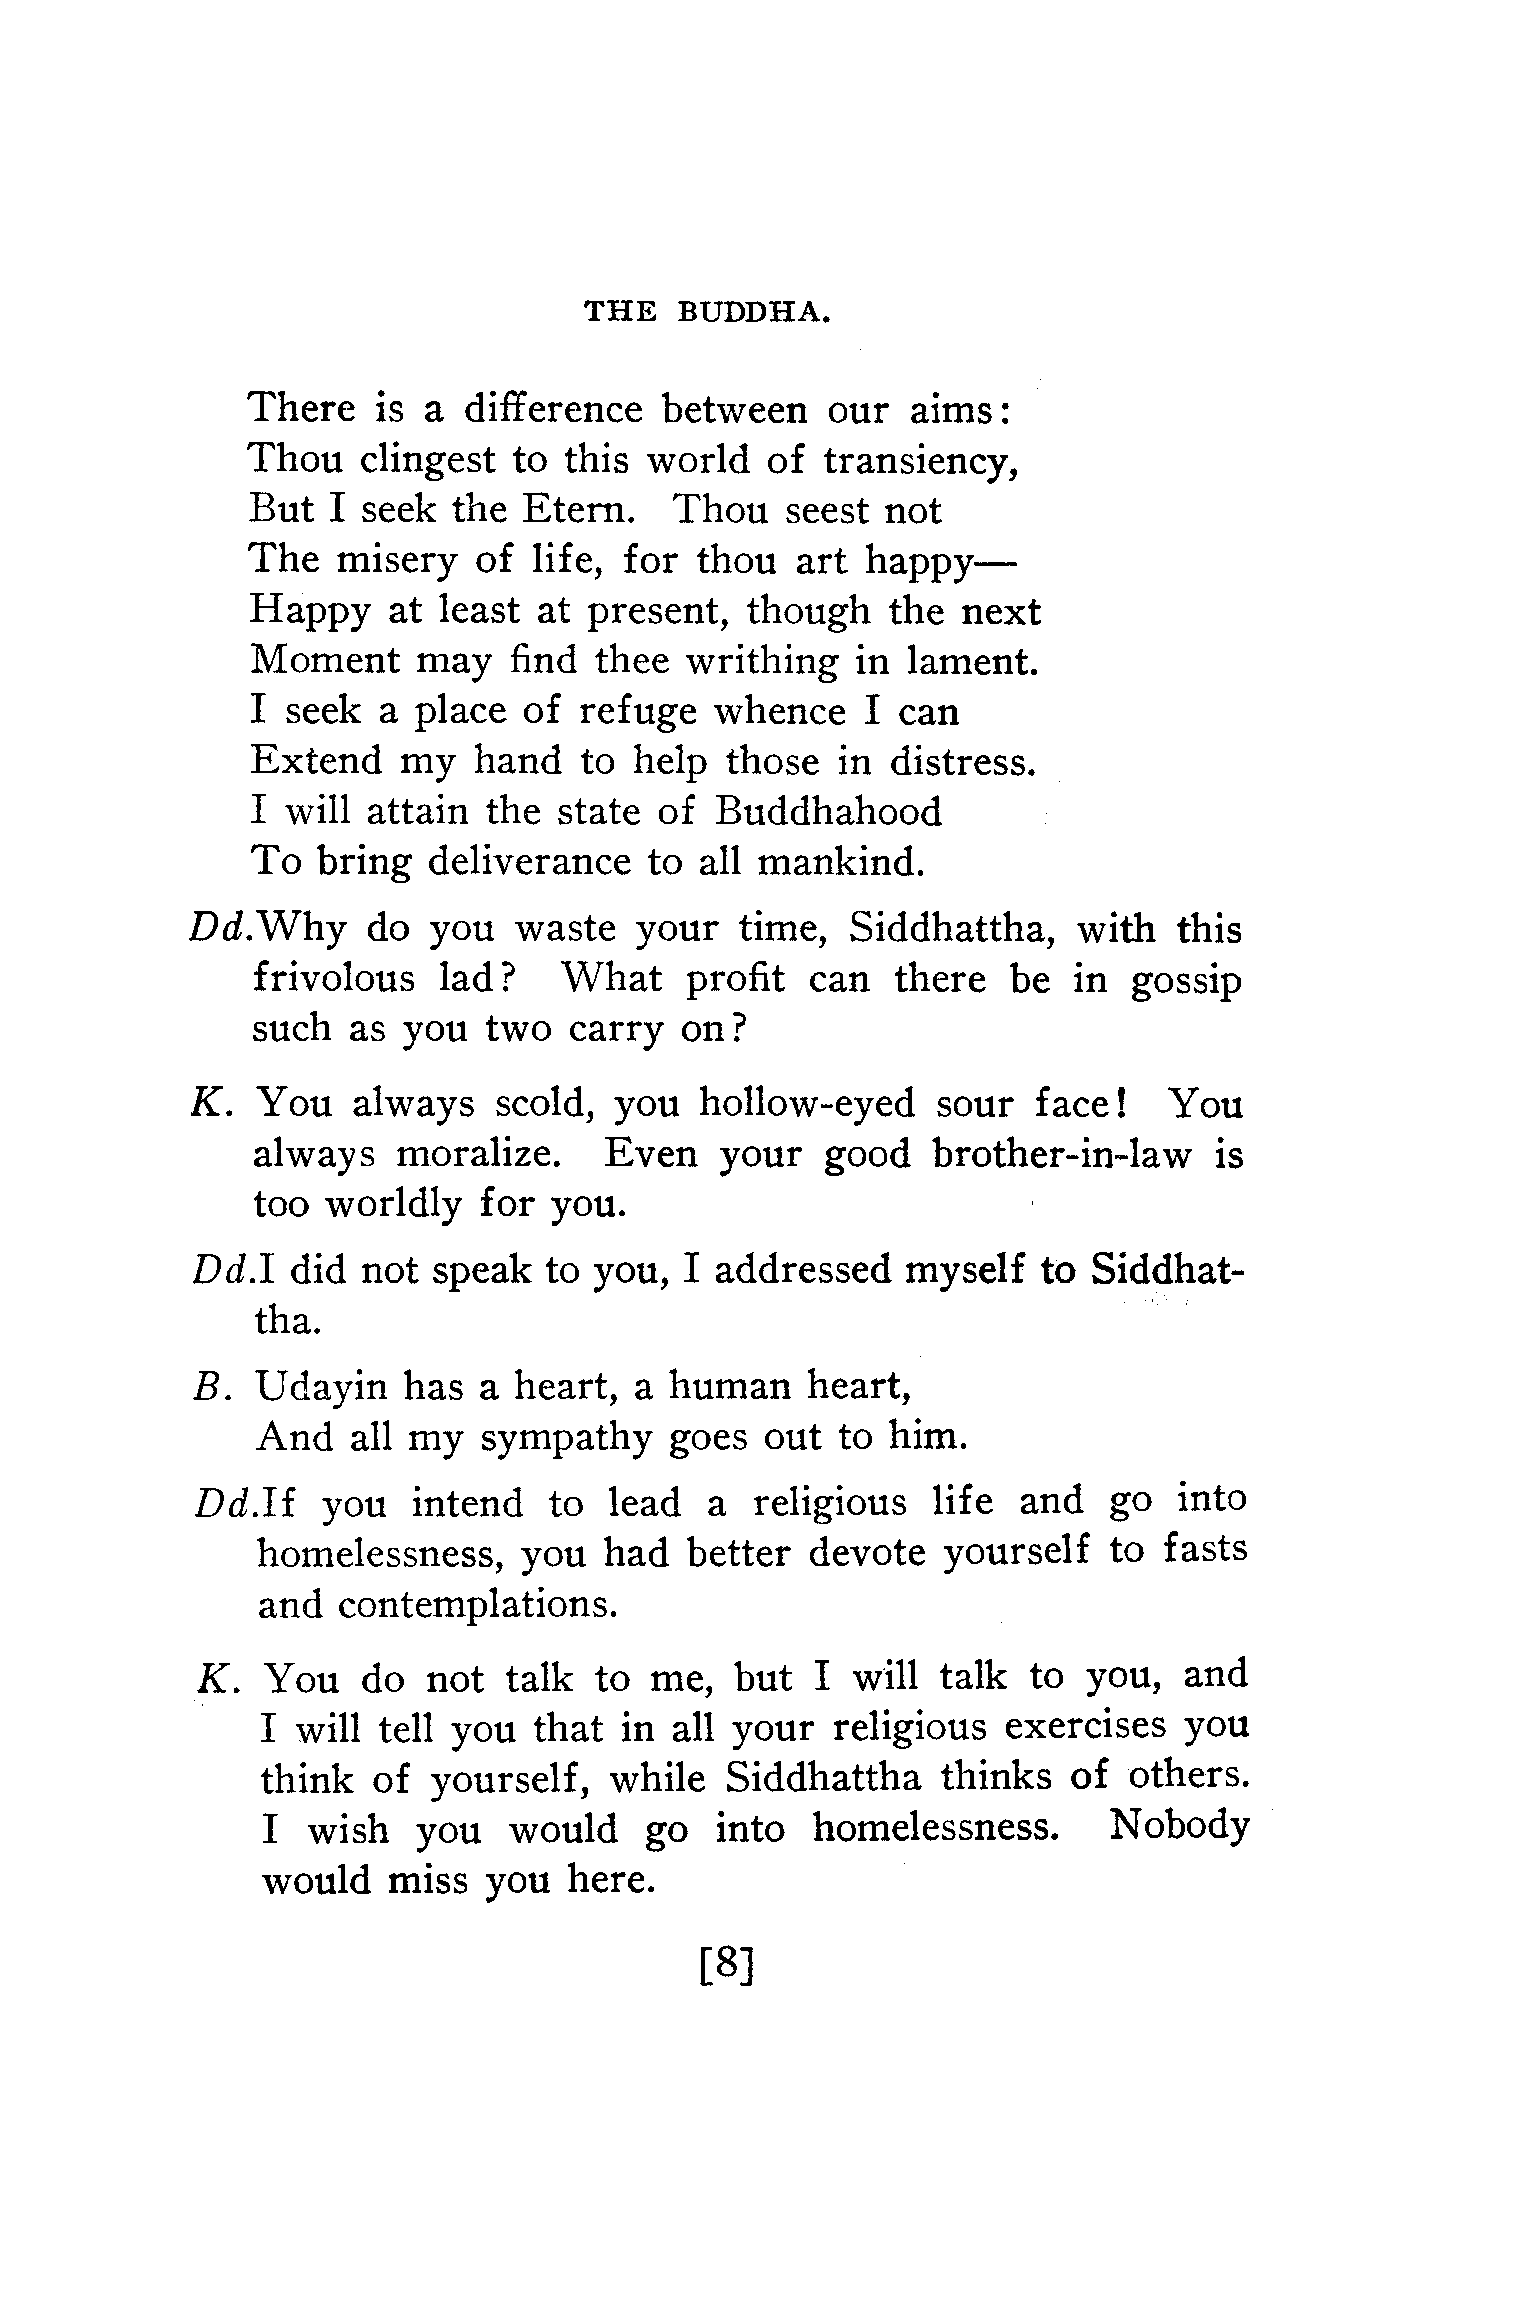 THE BUDDHA.
There is a difference between our aims:
Thou clingest to this world of transiency,
But I seek the Etern. Thou seest not
The misery of life, for thou art happy—
Happy at least at present, though the next
Moment may find thee writhing in lament.
I seek a place of refuge whence I can
Extend my hand to help those in distress.
I will attain the state of Buddhahood
To bring deliverance to all mankind.
Dd. Why do you waste your time, Siddhattha, with this
frivolous lad? What profit can there be in gossip
such as you two carry on?
K. You always scold, you hollow-eyed sour face! You
always moralize. Even your good brother-in-law is
too worldly for you.
Dd. I did not speak to you, I addressed myself to Siddhat-
tha.
B. Udayin has a heart, a human heart,
And all my sympathy goes out to him.
Dd. If you intend to lead a religious life and go into
homelessness, you had better devote yourself to fasts
and contemplations.
K. You do not talk to me, but I will talk to you, and
I will tell you that in all your religious exercises you
think of yourself, while Siddhattha thinks of others.
I wish you would go into homelessness. Nobody
would miss you here.
[8]